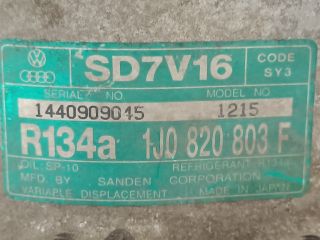 SD7V16
CODE
SY3
SERIAL NO.
MODEL NO
1440909045
1215
R134a 1J0 820 803 F
OIL SP-10
REFRIGERANT
MFD. BY SANDEN CORPORATION
VARIABLE DISPLACEMENT MADE IN JAPAN